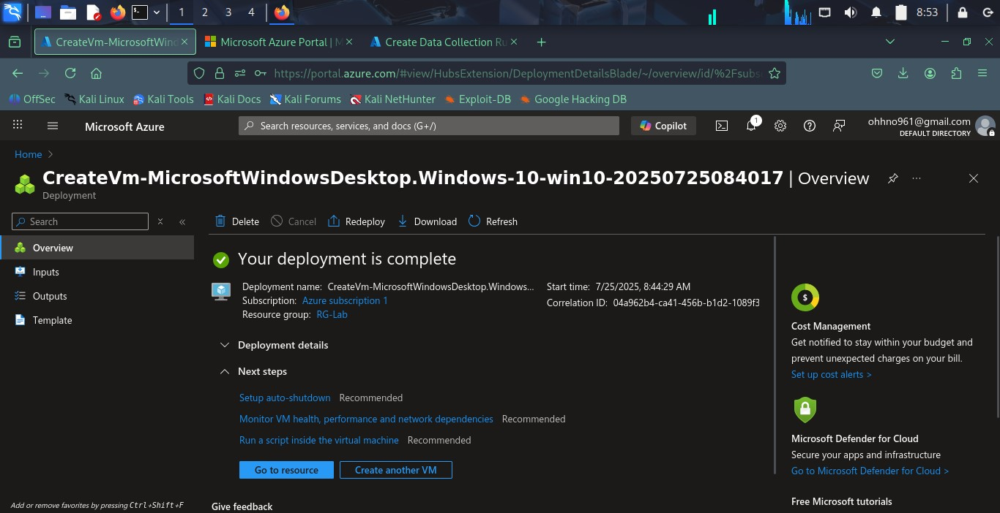 1 2 3 4 8:53
CreateVm-MicrosoftWind
Microsoft Azure Portal | M
Create Data Collection Ru
https://portal.azure.com/#view/HubsExtension/DeploymentDetailsBlade/~/overview/id/%2Fsubs
OffSec Kali Linux Kali Tools Kali Docs Kali Forums Kali NetHunter Exploit-DB Google Hacking DB
Microsoft Azure
Search resources, services, and docs (G+/)
Copilot
1
ohhno961@gmail.com
DEFAULT DIRECTORY
Home
CreateVm-MicrosoftWindowsDesktop.Windows-10-win10-20250725084017 | Overview
Deployment
Search
Delete Cancel Redeploy Download Refresh
Overview
Inputs
Outputs
Template
Your deployment is complete
Deployment name: CreateVm-MicrosoftWindowsDesktop.Windows...
Subscription: Azure subscription 1
Resource group: RG-Lab
Start time: 7/25/2025, 8:44:29 AM
Correlation ID: 04a962b4-ca41-456b-b1d2-1089f3
Deployment details
Next steps
Setup auto-shutdown Recommended
Monitor VM health, performance and network dependencies Recommended
Run a script inside the virtual machine Recommended
Go to resource
Create another VM
Give feedback
Cost Management
Get notified to stay within your budget and
prevent unexpected charges on your bill.
Set up cost alerts >
Microsoft Defender for Cloud
Secure your apps and infrastructure
Go to Microsoft Defender for Cloud >
Free Microsoft tutorials
Add or remove favorites by pressing Ctrl+Shift+F